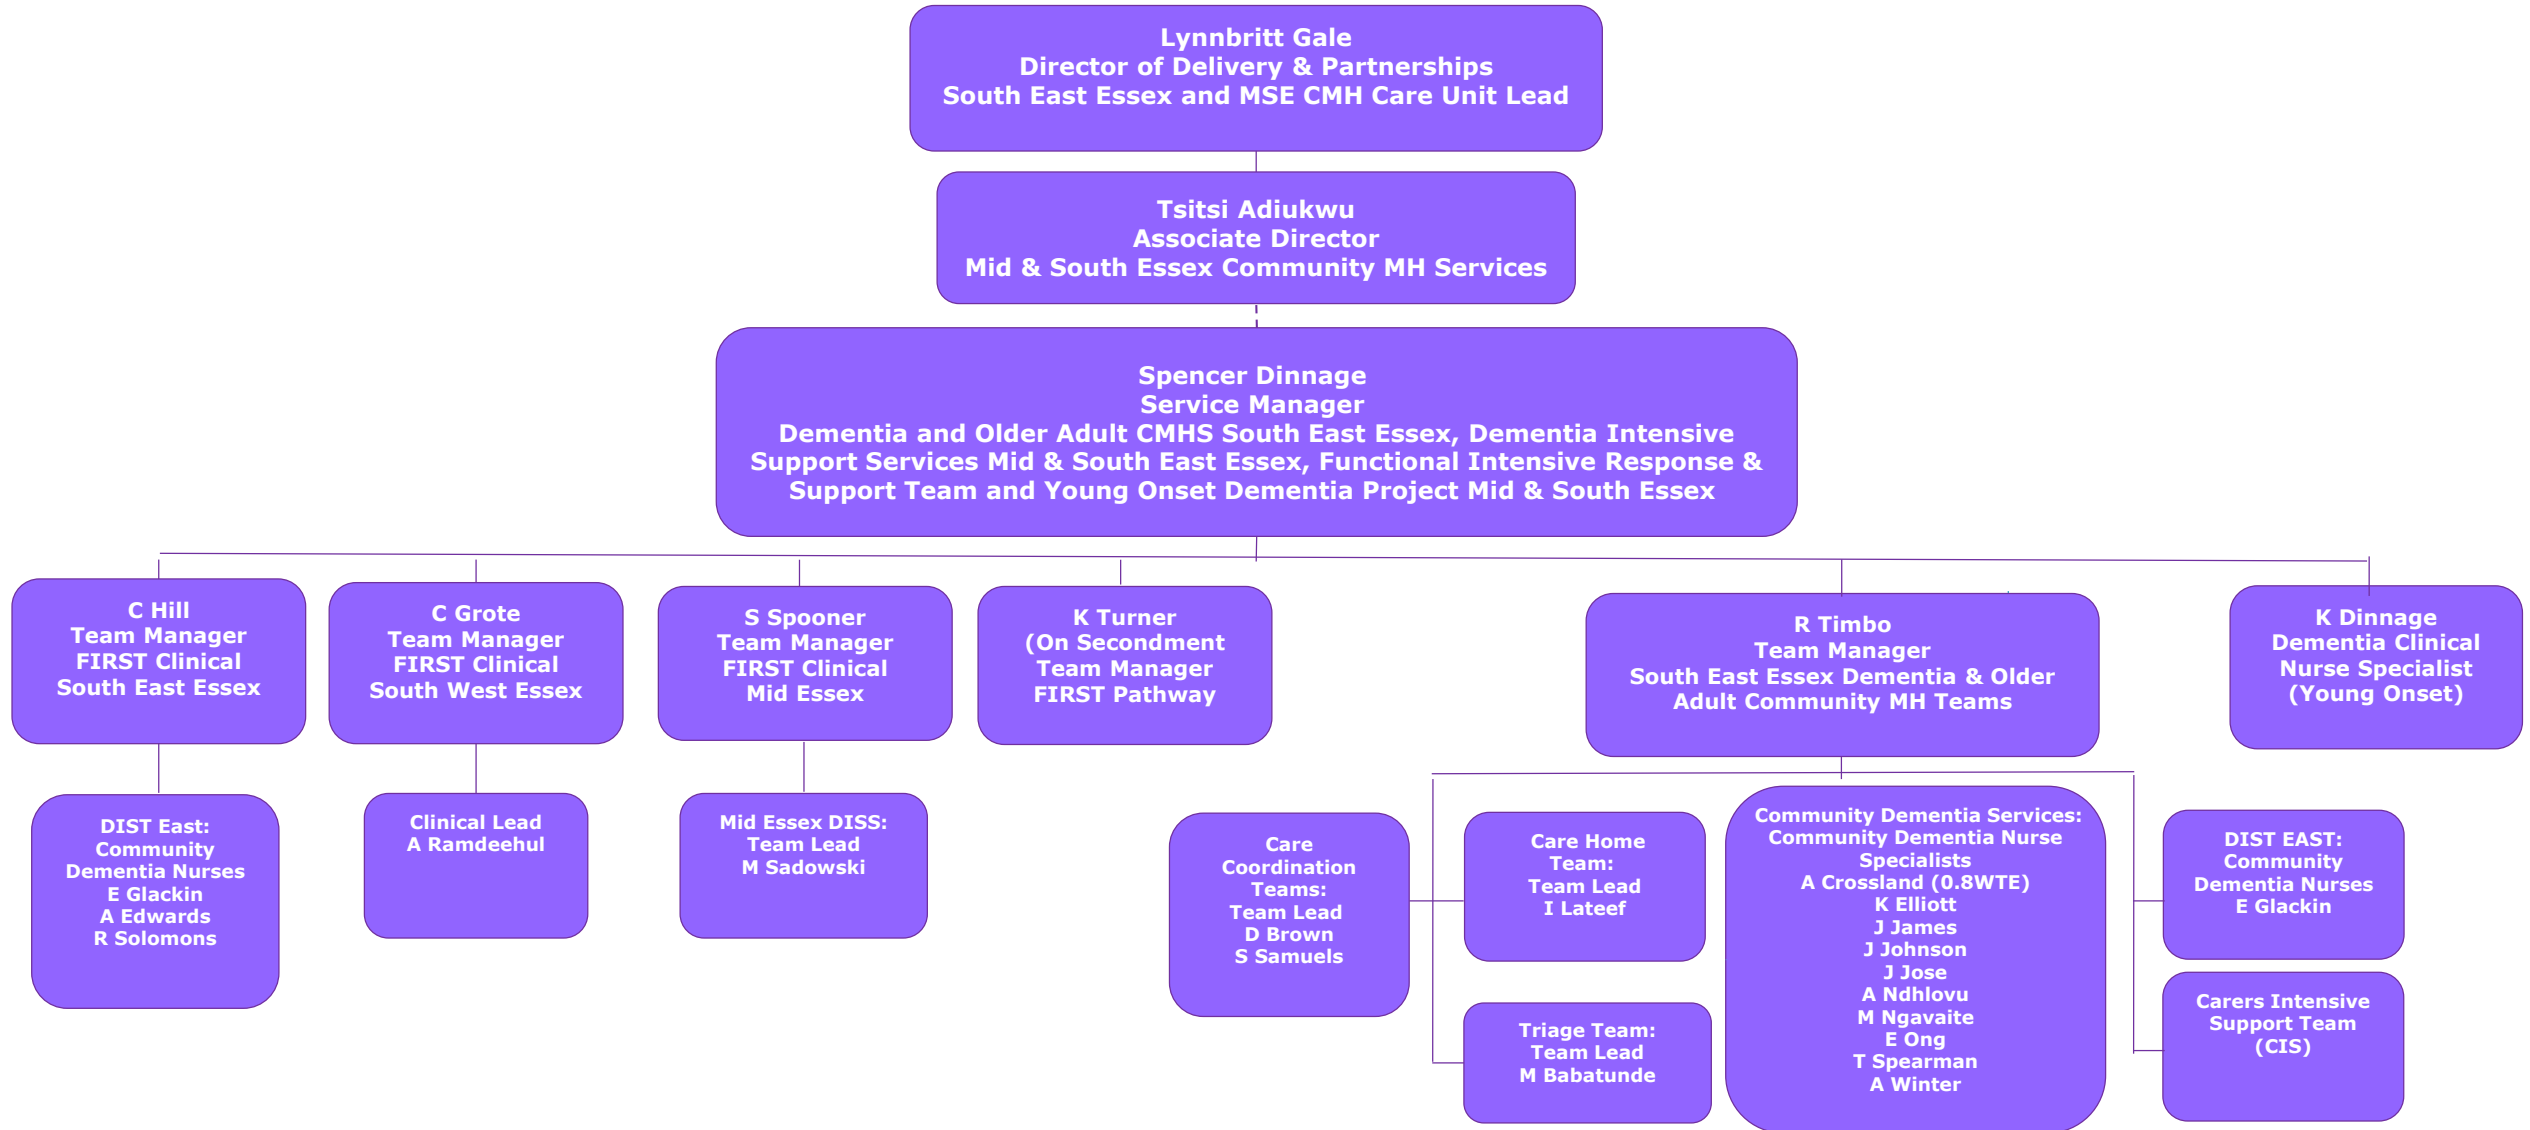 Lynnbritt Gale
Director of Delivery & Partnerships
South East Essex and MSE CMH Care Unit Lead
Tsitsi Adiukwu
Associate Director
Mid & South Essex Community MH Services
Spencer Dinnage
Service Manager
Dementia and Older Adult CMHS South East Essex, Dementia Intensive
Support Services Mid & South East Essex, Functional Intensive Response &
Support Team and Young Onset Dementia Project Mid & South Essex
C Hill
Team Manager
FIRST Clinical
South East Essex
C Grote
Team Manager
FIRST Clinical
South West Essex
S Spooner
Team Manager
FIRST Clinical
Mid Essex
K Turner
(On Secondment
Team Manager
FIRST Pathway
R Timbo
Team Manager
South East Essex Dementia & Older
Adult Community MH Teams
K Dinnage
Dementia Clinical
Nurse Specialist
(Young Onset)
DIST East:
Community
Dementia Nurses
E Glackin
A Edwards
R Solomons
Clinical Lead
A Ramdeehul
Mid Essex DISS:
Team Lead
M Sadowski
Care
Coordination
Teams:
Team Lead
D Brown
S Samuels
Care Home
Team:
Team Lead
I Lateef
Triage Team:
Team Lead
M Babatunde
Community Dementia Services:
Community Dementia Nurse
Specialists
A Crossland (0.8WTE)
K Elliott
J James
J Johnson
J Jose
A Ndhlovu
M Ngavaite
E Ong
T Spearman
A Winter
DIST EAST:
Community
Dementia Nurses
E Glackin
Carers Intensive
Support Team
(CIS)